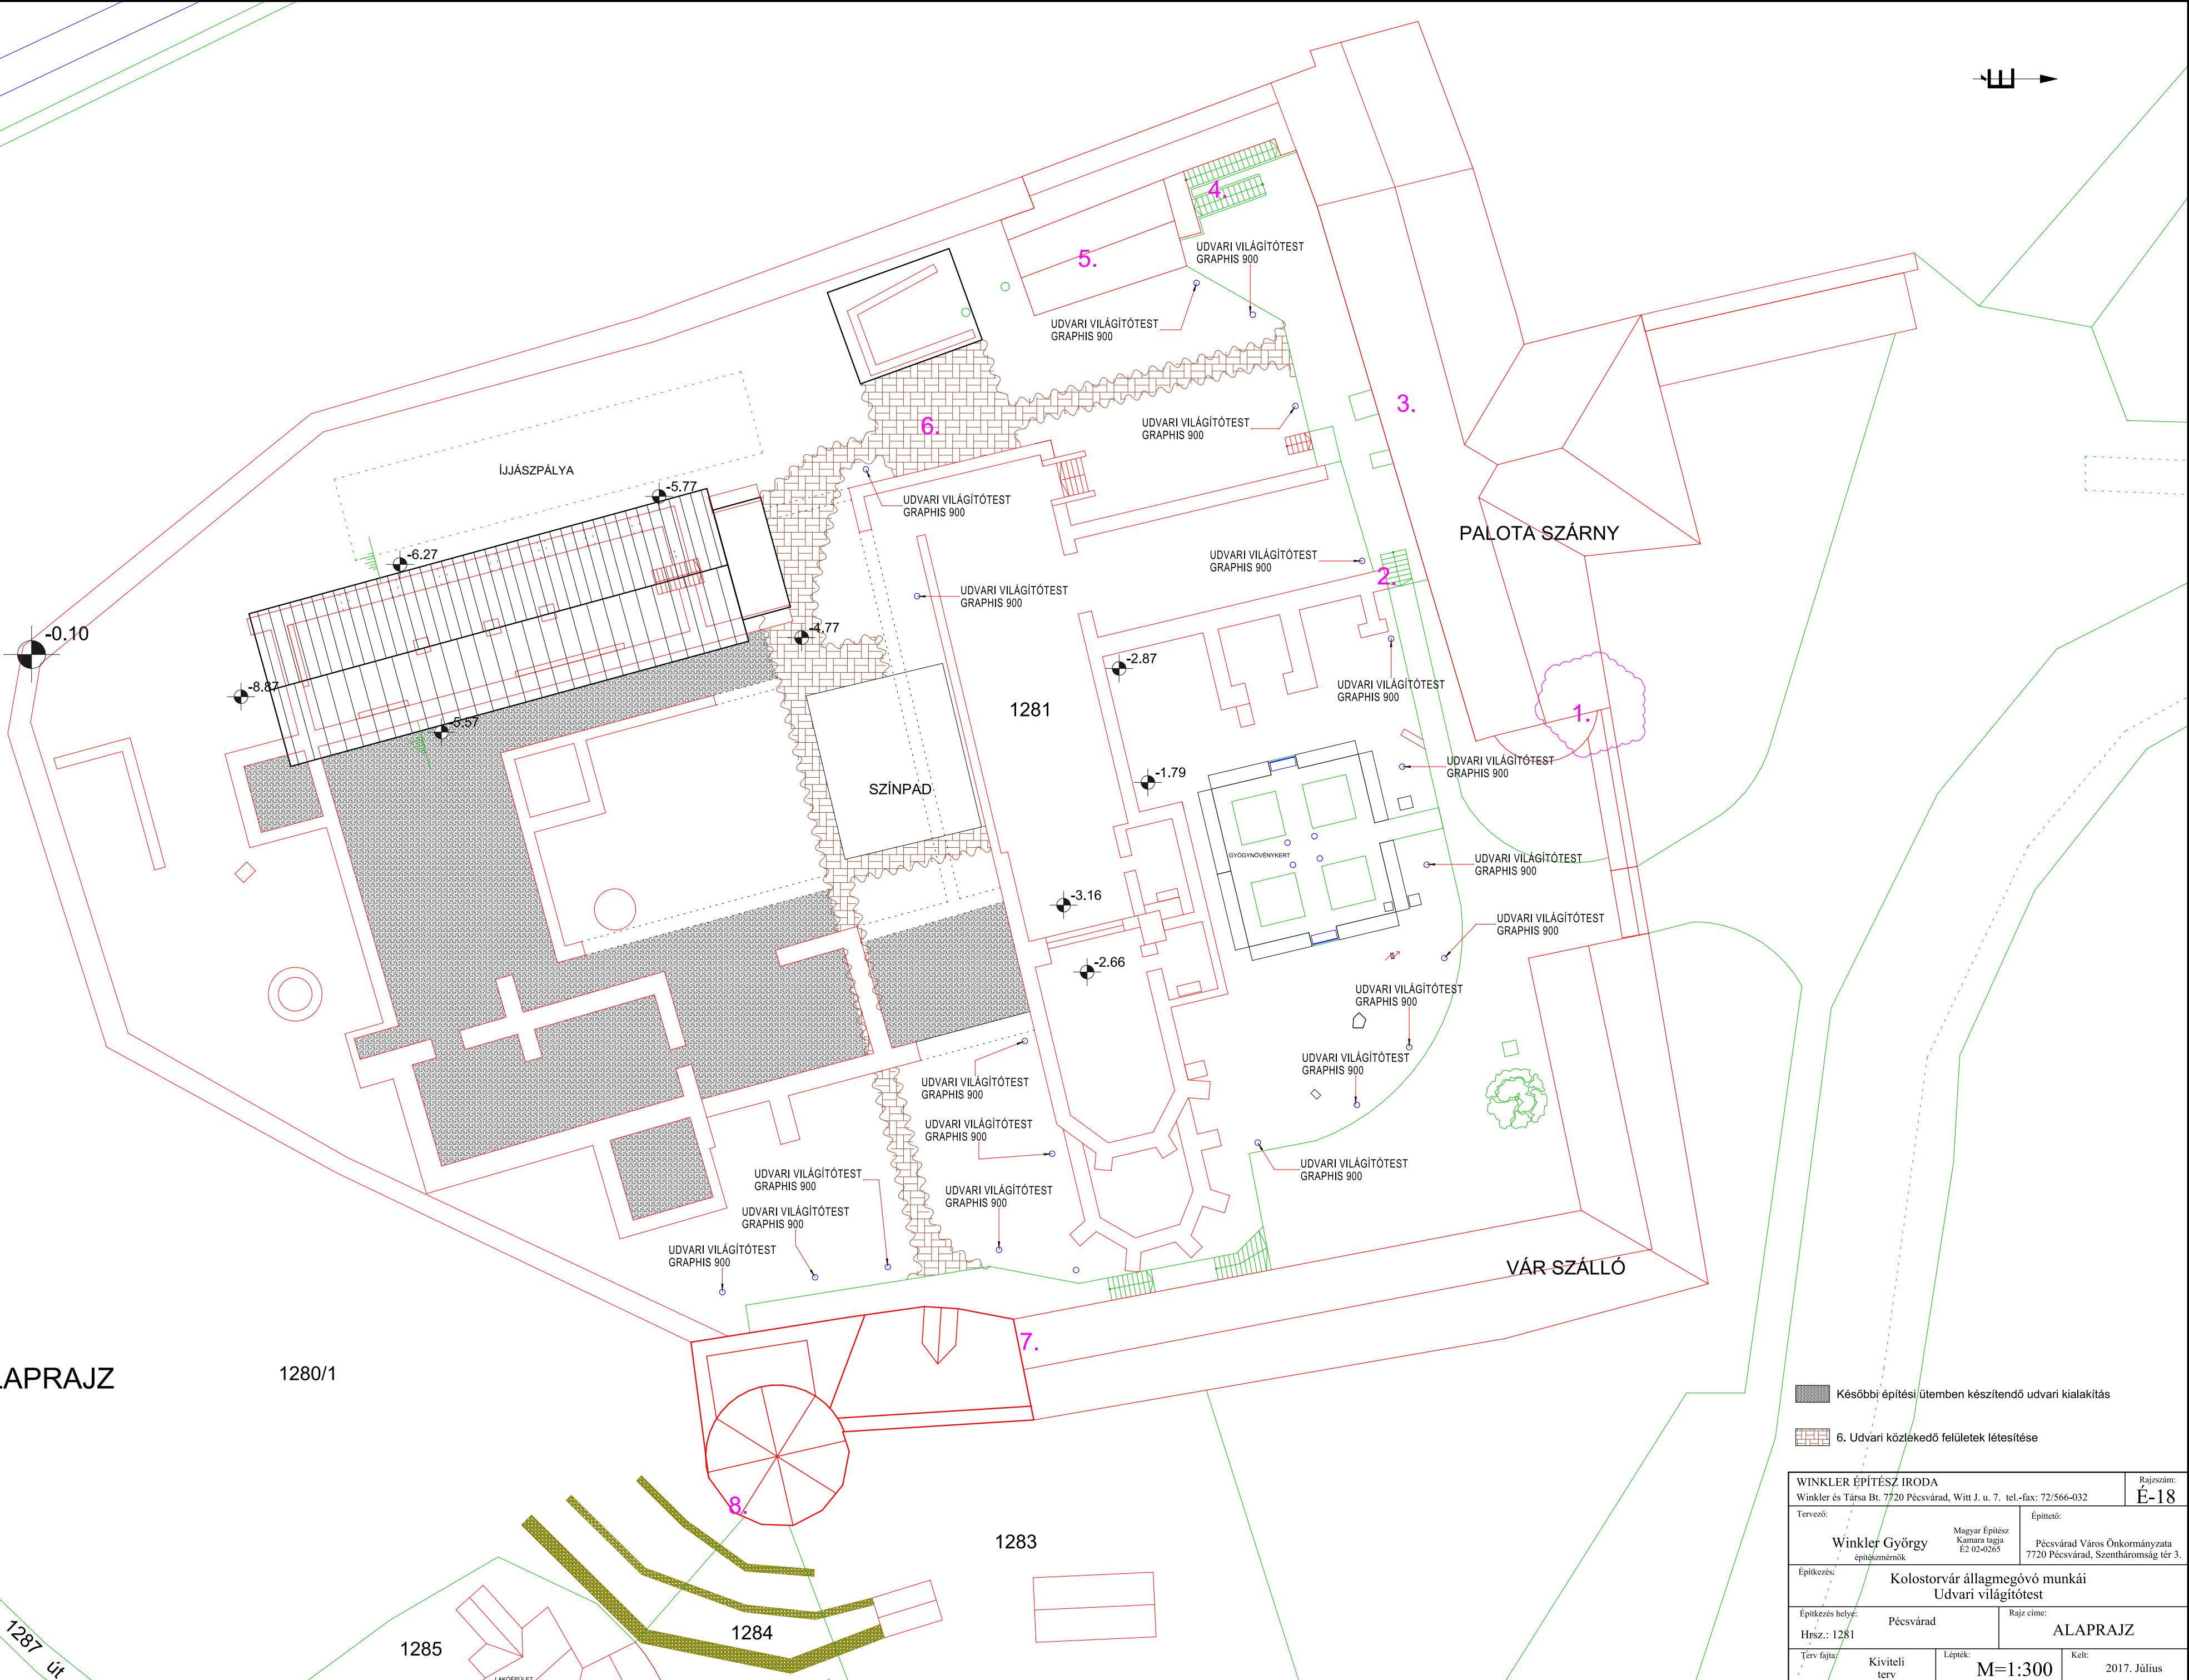 É
4.
UDVARI VILÁGÍTÓTEST
GRAPHIS 900
5.
UDVARI VILÁGÍTÓTEST
GRAPHIS 900
3.
UDVARI VILÁGÍTÓTEST
GRAPHIS 900
6.
ÍJJÁSZPÁLYA
-5.77
UDVARI VILÁGÍTÓTEST
GRAPHIS 900
PALOTA SZÁRNY
-6.27
UDVARI VILÁGÍTÓTEST
GRAPHIS 900
2.
UDVARI VILÁGÍTÓTEST
GRAPHIS 900
-0.10
-4.77
-2.87
-8.87
UDVARI VILÁGÍTÓTEST
GRAPHIS 900
1281
1.
-5.57
UDVARI VILÁGÍTÓTEST
GRAPHIS 900
-1.79
SZÍNPAD
GYÓGYNÖVÉNYKERT
UDVARI VILÁGÍTÓTEST
GRAPHIS 900
-3.16
UDVARI VILÁGÍTÓTEST
GRAPHIS 900
-2.66
UDVARI VILÁGÍTÓTEST
GRAPHIS 900
UDVARI VILÁGÍTÓTEST
GRAPHIS 900
UDVARI VILÁGÍTÓTEST
GRAPHIS 900
UDVARI VILÁGÍTÓTEST
GRAPHIS 900
UDVARI VILÁGÍTÓTEST
GRAPHIS 900
UDVARI VILÁGÍTÓTEST
GRAPHIS 900
UDVARI VILÁGÍTÓTEST
GRAPHIS 900
UDVARI VILÁGÍTÓTEST
GRAPHIS 900
UDVARI VILÁGÍTÓTEST
GRAPHIS 900
VÁR SZÁLLÓ
7.
LAPRAJZ
1280/1
Későbbi építési ütemben készítendő udvari kialakítás
6. Udvari közlekedő felületek létesítése
8.
1283
1284
1285
LAKÓÉPÜLET
1287 út
WINKLER ÉPÍTÉSZ IRODA
Winkler és Társa Bt. 7720 Pécsvárad, Witt J. u. 7. tel.-fax: 72/566-032
Rajzszám:
É-18
Tervező:
Winkler György
építészmérnök
Magyar Építész
Kamara tagja
É2 02-0265
Építtető:
Pécsvárad Város Önkormányzata
7720 Pécsvárad, Szentháromság tér 3.
Építkezés:
Kolostorvár állagmegóvó munkái
Udvari világítótest
Építkezés helye:
Pécsvárad
Hrsz.: 1281
Rajz címe:
ALAPRAJZ
Terv fajta:
Kiviteli
terv
Lépték:
M=1:300
Kelt:
2017. Július